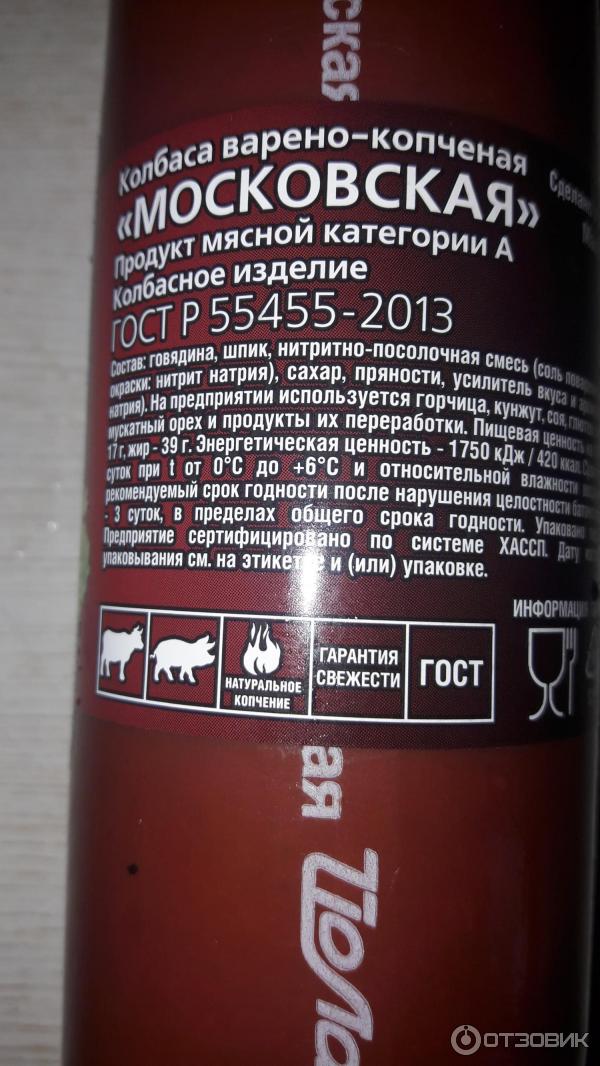 ская
Колбаса варено-копченая
«МОСКОВСКАЯ»
Продукт мясной категории А
Колбасное изделие
ГОСТ Р 55455-2013
Состав: говядина, шпик, нитритно-посолочная смесь (соль
окраски: нитрит натрия), сахар, пряности, усилитель вкуса и
натрия). На предприятии используется горчица, кунжут, соя,
мускатный орех и продукты их переработки. Пищевая ценность
17 г, жир - 39 г. Энергетическая ценность - 1750 кДж / 420 ккал.
суток при t от 0°С до +6°С и относительной влажности
рекомендуемый срок годности после нарушения целостности
- 3 суток, в пределах общего срока годности. Упаковано
Предприятие сертифицировано по системе ХАССП. Дату
упаковывания см. на этикетке и (или) упаковке.
ИНФОРМАЦИЯ
НАТУРАЛЬНОЕ
КОПЧЕНИЕ
ГАРАНТИЯ
СВЕЖЕСТИ
ГОСТ
ая
ОТЗОВИК